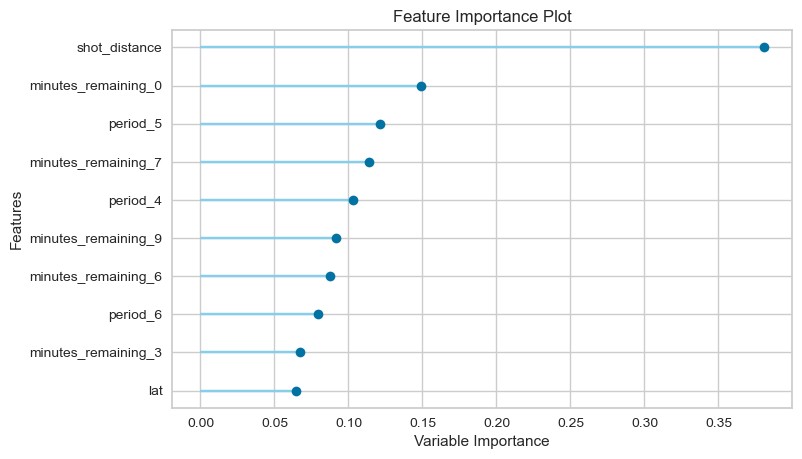 Feature Importance Plot
shot_distance
minutes_remaining_0
period_5
minutes_remaining_7
period_4
minutes_remaining_9
minutes_remaining_6
period_6
minutes_remaining_3
lat
Features
0.00 0.05 0.10 0.15 0.20 0.25 0.30 0.35
Variable Importance